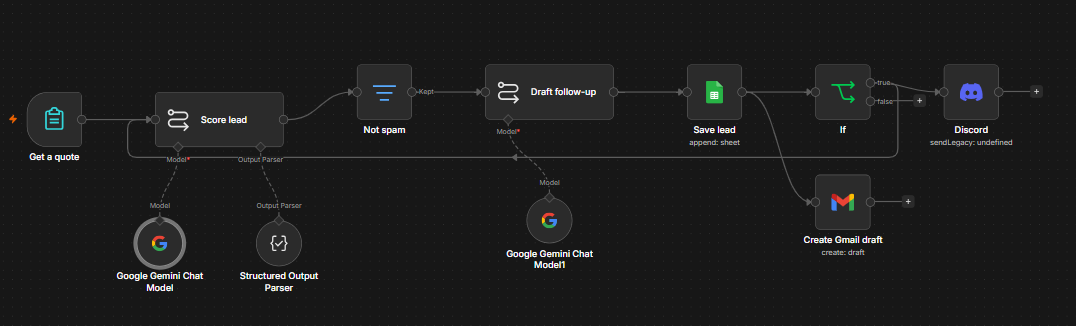 Get a quote
Score lead
Model*
Output Parser
Model
Google Gemini Chat
Model
Output Parser
Structured Output
Parser
Kept
Not spam
Draft follow-up
Model*
Model
Google Gemini Chat
Model1
Save lead
append: sheet
true
false
If
Discord
sendLegacy: undefined
Create Gmail draft
create: draft